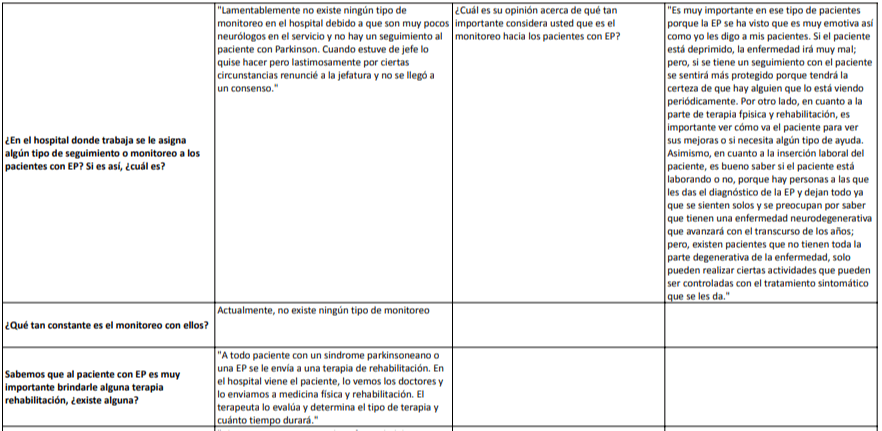 ¿En el hospital donde trabaja se le asigna
algún tipo de seguimiento o monitoreo a los
pacientes con EP? Si es así, ¿cuál es?
"Lamentablemente no existe ningún tipo de
monitoreo en el hospital debido a que son muy pocos
neurólogos en el servicio y no hay un seguimiento al
paciente con Parkinson. Cuando estuve de jefe lo
quise hacer pero lastimosamente por ciertas
circunstancias renuncié a la jefatura y no se llegó a
un consenso."
¿Cuál es su opinión acerca de qué tan
importante considera usted que es el
monitoreo hacia los pacientes con EP?
"Es muy importante en ese tipo de pacientes
porque la EP se ha visto que es muy emotiva así
como yo les digo a mis pacientes. Si el paciente
está deprimido, la enfermedad irá muy mal;
pero, si se tiene un seguimiento con el paciente
se sentirá más protegido porque tendrá la
certeza de que hay alguien que lo está viendo
periódicamente. Por otro lado, en cuanto a la
parte de terapia fpisica y rehabilitación, es
importante ver cómo va el paciente para ver
sus mejoras o si necesita algún tipo de ayuda.
Asimismo, en cuanto a la inserción laboral del
paciente, es bueno saber si el paciente está
laborando o no, porque hay personas a las que
les das el diagnóstico de la EP y dejan todo ya
que se sienten solos y se preocupan por saber
que tienen una enfermedad neurodegenerativa
que avanzará con el transcurso de los años;
pero, existen pacientes que no tienen toda la
parte degenerativa de la enfermedad, solo
pueden realizar ciertas actividades que pueden
ser controladas con el tratamiento sintomático
que se les da."
¿Qué tan constante es el monitoreo con ellos?
Actualmente, no existe ningún tipo de monitoreo
Sabemos que al paciente con EP es muy
importante brindarle alguna terapia
rehabilitación, ¿existe alguna?
"A todo paciente con un síndrome parkinsoneano o
una EP se le envía a una terapia de rehabilitación. En
el hospital viene el paciente, lo vemos los doctores y
lo enviamos a medicina física y rehabilitación. El
terapeuta lo evalúa y determina el tipo de terapia y
cuánto tiempo durará."